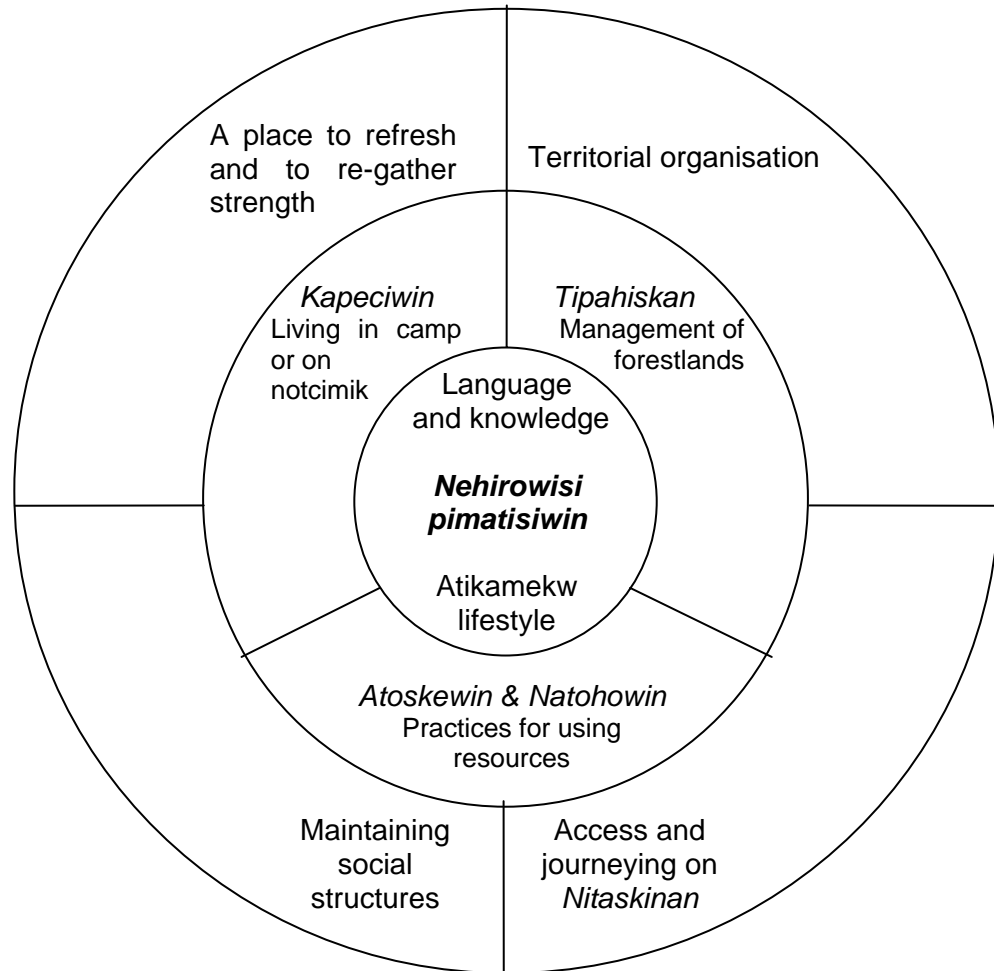 A place to refresh
and to re-gather
strength
Territorial organisation
Kapeciwin
Living in camp
or on
notcimik
Tipahiskan
Management of
forestlands
Language
and knowledge
Nehirowisi
pimatisiwin
Atikamekw
lifestyle
Atoskewin & Natohowin
Practices for using
resources
Maintaining
social
structures
Access and
journeying on
Nitaskinan